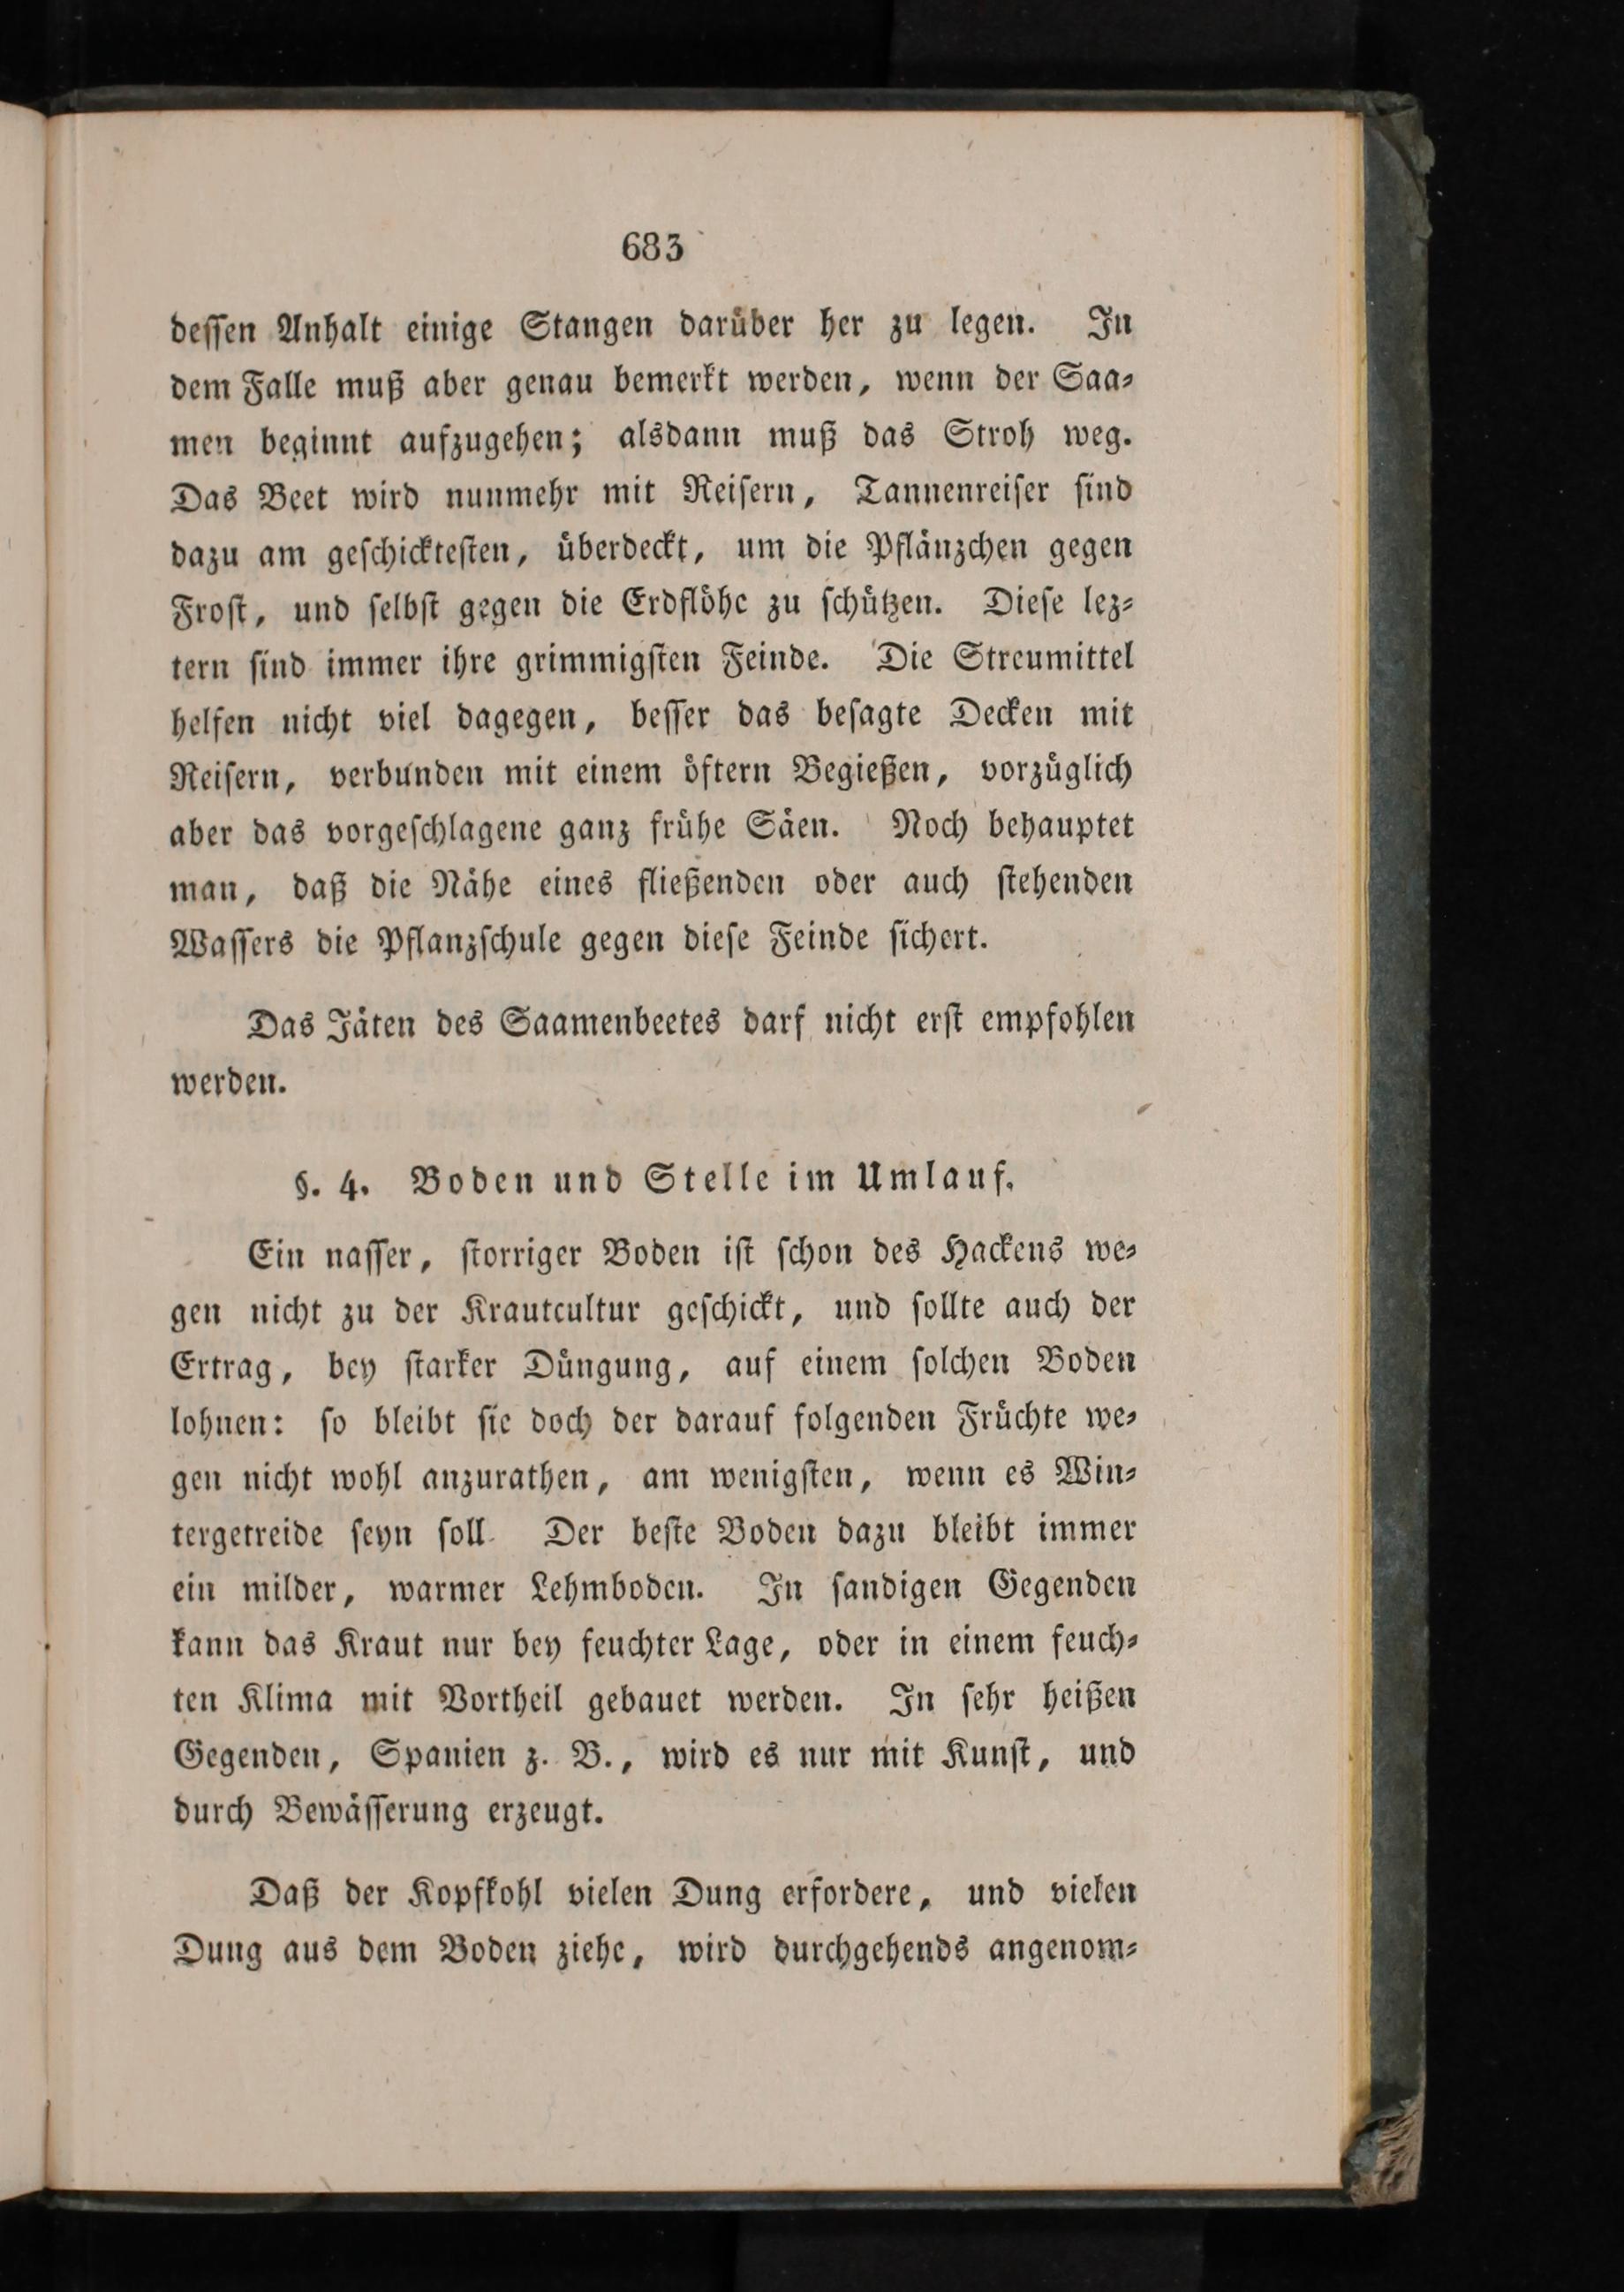 683
dessen Anhalt einige Stangen darüber her zu legen. In
dem Falle muß aber genau bemerkt werden, wenn der Saa-
men beginnt aufzugehen; alsdann muß das Stroh weg.
Das Beet wird nunmehr mit Reisern, Tannenreiser sind
dazu am geschicktesten, überdeckt, um die Pflänzchen gegen
Frost, und selbst gegen die Erdflöhe zu schützen. Diese lez-
tern sind immer ihre grimmigsten Feinde. Die Streumittel
helfen nicht viel dagegen, besser das besagte Decken mit
Reisern, verbunden mit einem öftern Begießen, vorzüglich
aber das vorgeschlagene ganz frühe Säen. Noch behauptet
man, daß die Nähe eines fließenden oder auch stehenden
Wassers die Pflanzschule gegen diese Feinde sichert.
Das Jäten des Saamenbeetes darf nicht erst empfohlen
werden.
§. 4. Boden und Stelle im Umlauf.
Ein nasser, storriger Boden ist schon des Hackens we-
gen nicht zu der Krautcultur geschickt, und sollte auch der
Ertrag, bey starker Düngung, auf einem solchen Boden
lohnen: so bleibt sie doch der darauf folgenden Früchte we-
gen nicht wohl anzurathen, am wenigsten, wenn es Win-
tergetreide seyn soll. Der beste Boden dazu bleibt immer
ein milder, warmer Lehmboden. In sandigen Gegenden
kann das Kraut nur bey feuchter Lage, oder in einem feuch-
ten Klima mit Vortheil gebauet werden. In sehr heißen
Gegenden, Spanien z. B., wird es nur mit Kunst, und
durch Bewässerung erzeugt.
Daß der Kopfkohl vielen Dung erfordere, und vielen
Dung aus dem Boden ziehe, wird durchgehends angenom-